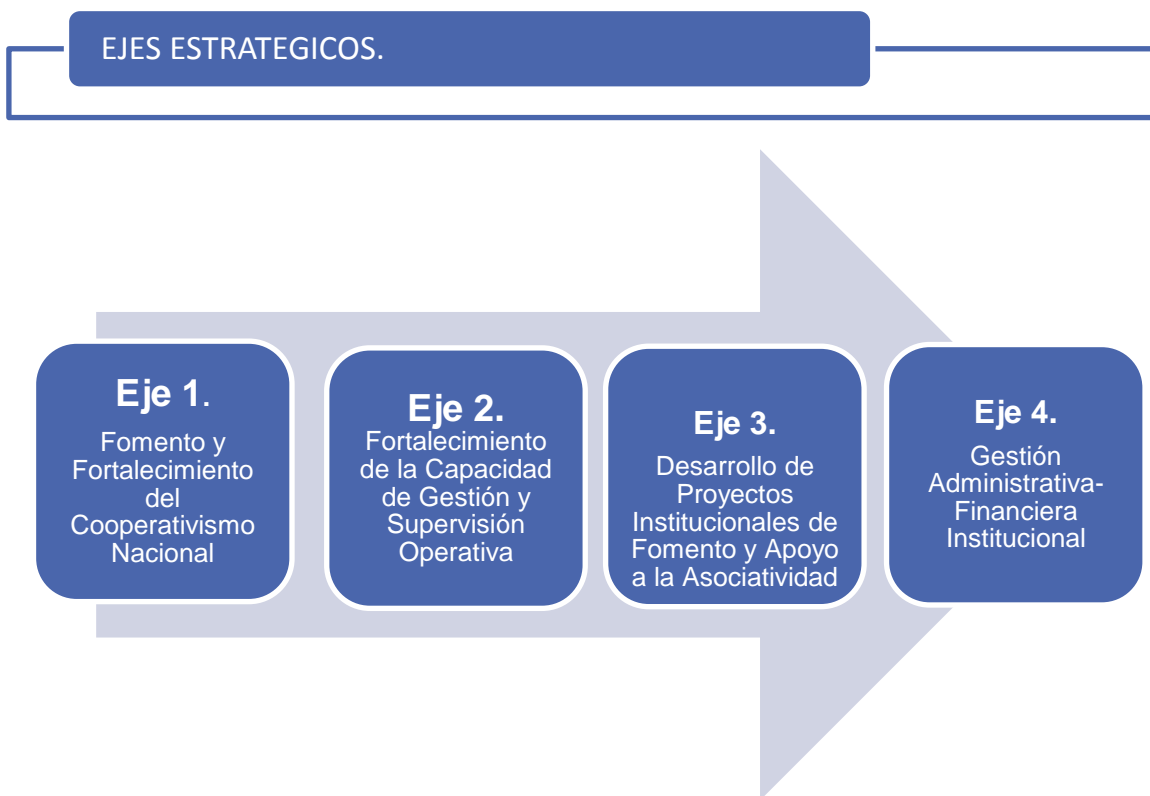 EJES ESTRATEGICOS.
Eje 1.
Fomento y
Fortalecimiento
del
Cooperativismo
Nacional
Eje 2.
Fortalecimiento
de la Capacidad
de Gestión y
Supervisión
Operativa
Eje 3.
Desarrollo de
Proyectos
Institucionales de
Fomento y Apoyo
a la Asociatividad
Eje 4.
Gestión
Administrativa-
Financiera
Institucional